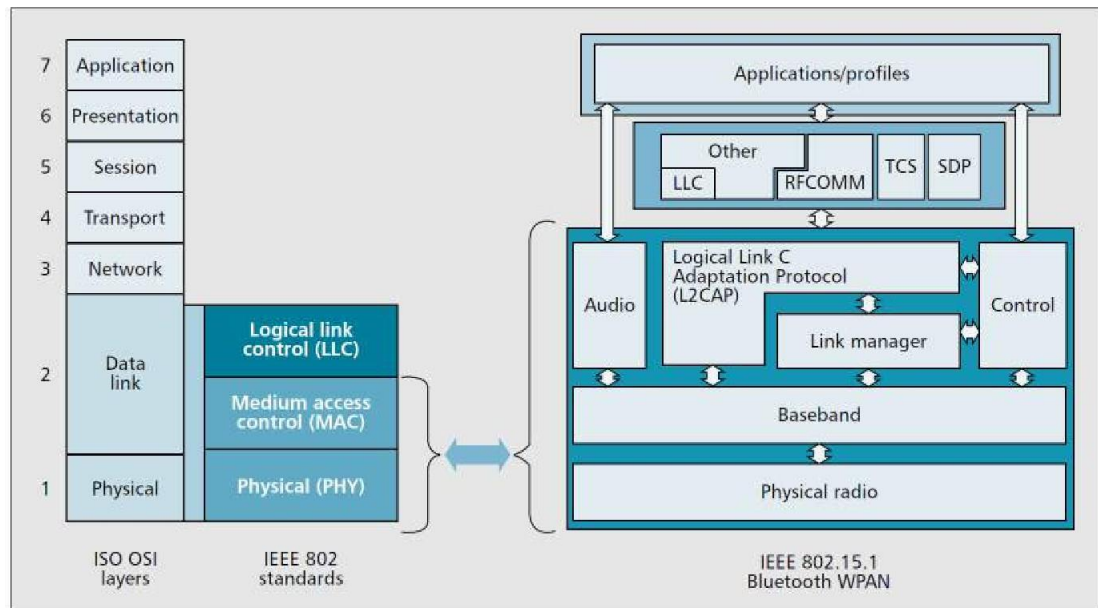 7
Application
6
Presentation
5
Session
4
Transport
3
Network
2
Data
link
1
Physical
ISO OSI
layers
Logical link
control (LLC)
Medium access
control (MAC)
Physical (PHY)
IEEE 802
standards
Applications/profiles
Other
LLC
RFCOMM
TCS
SDP
Audio
Logical Link C
Adaptation Protocol
(L2CAP)
Control
Link manager
Baseband
Physical radio
IEEE 802.15.1
Bluetooth WPAN